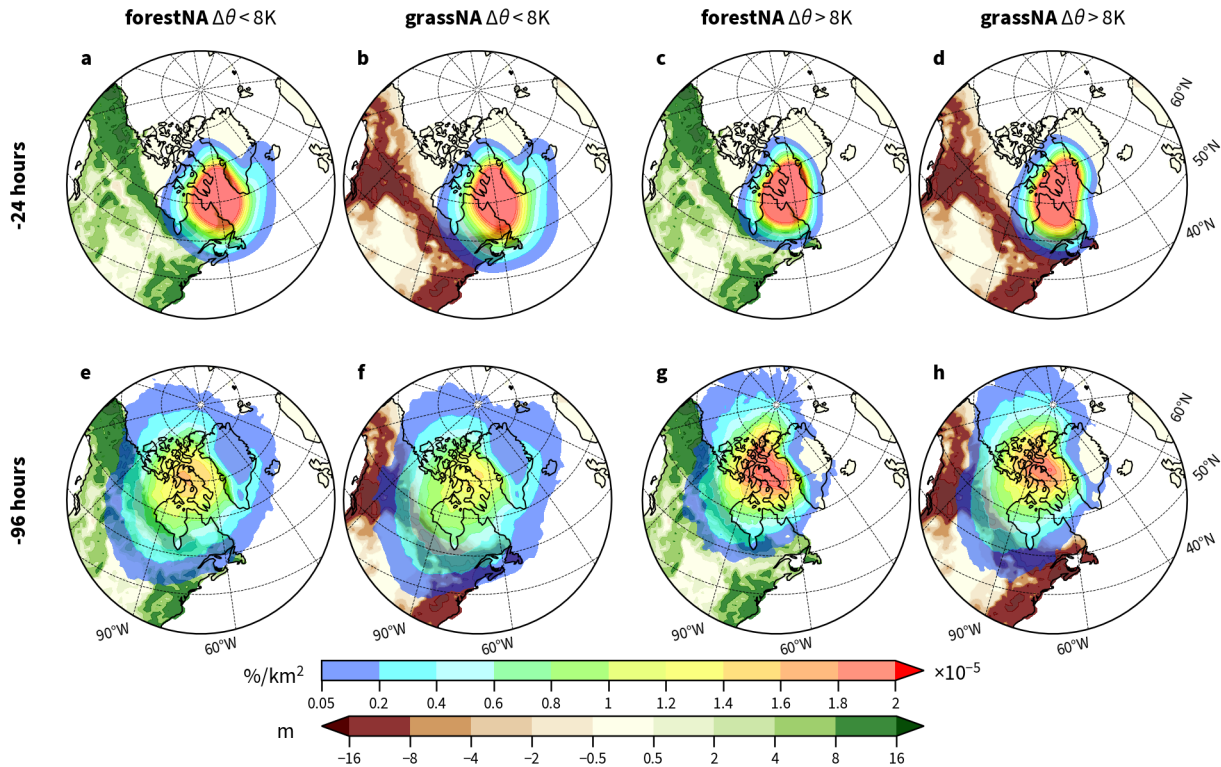 forestNA Δθ < 8K
grassNA Δθ < 8K
forestNA Δθ > 8K
grassNA Δθ > 8K
-24 hours
a
b
c
d
60°N
50°N
40°N
-96 hours
e
f
g
h
60°N
50°N
40°N
90°W
60°W
90°W
60°W
90°W
60°W
90°W
60°W
%/km²
×10⁻⁵
0.05 0.2 0.4 0.6 0.8 1 1.2 1.4 1.6 1.8 2
m
−16 −8 −4 −2 −0.5 0.5 2 4 8 16